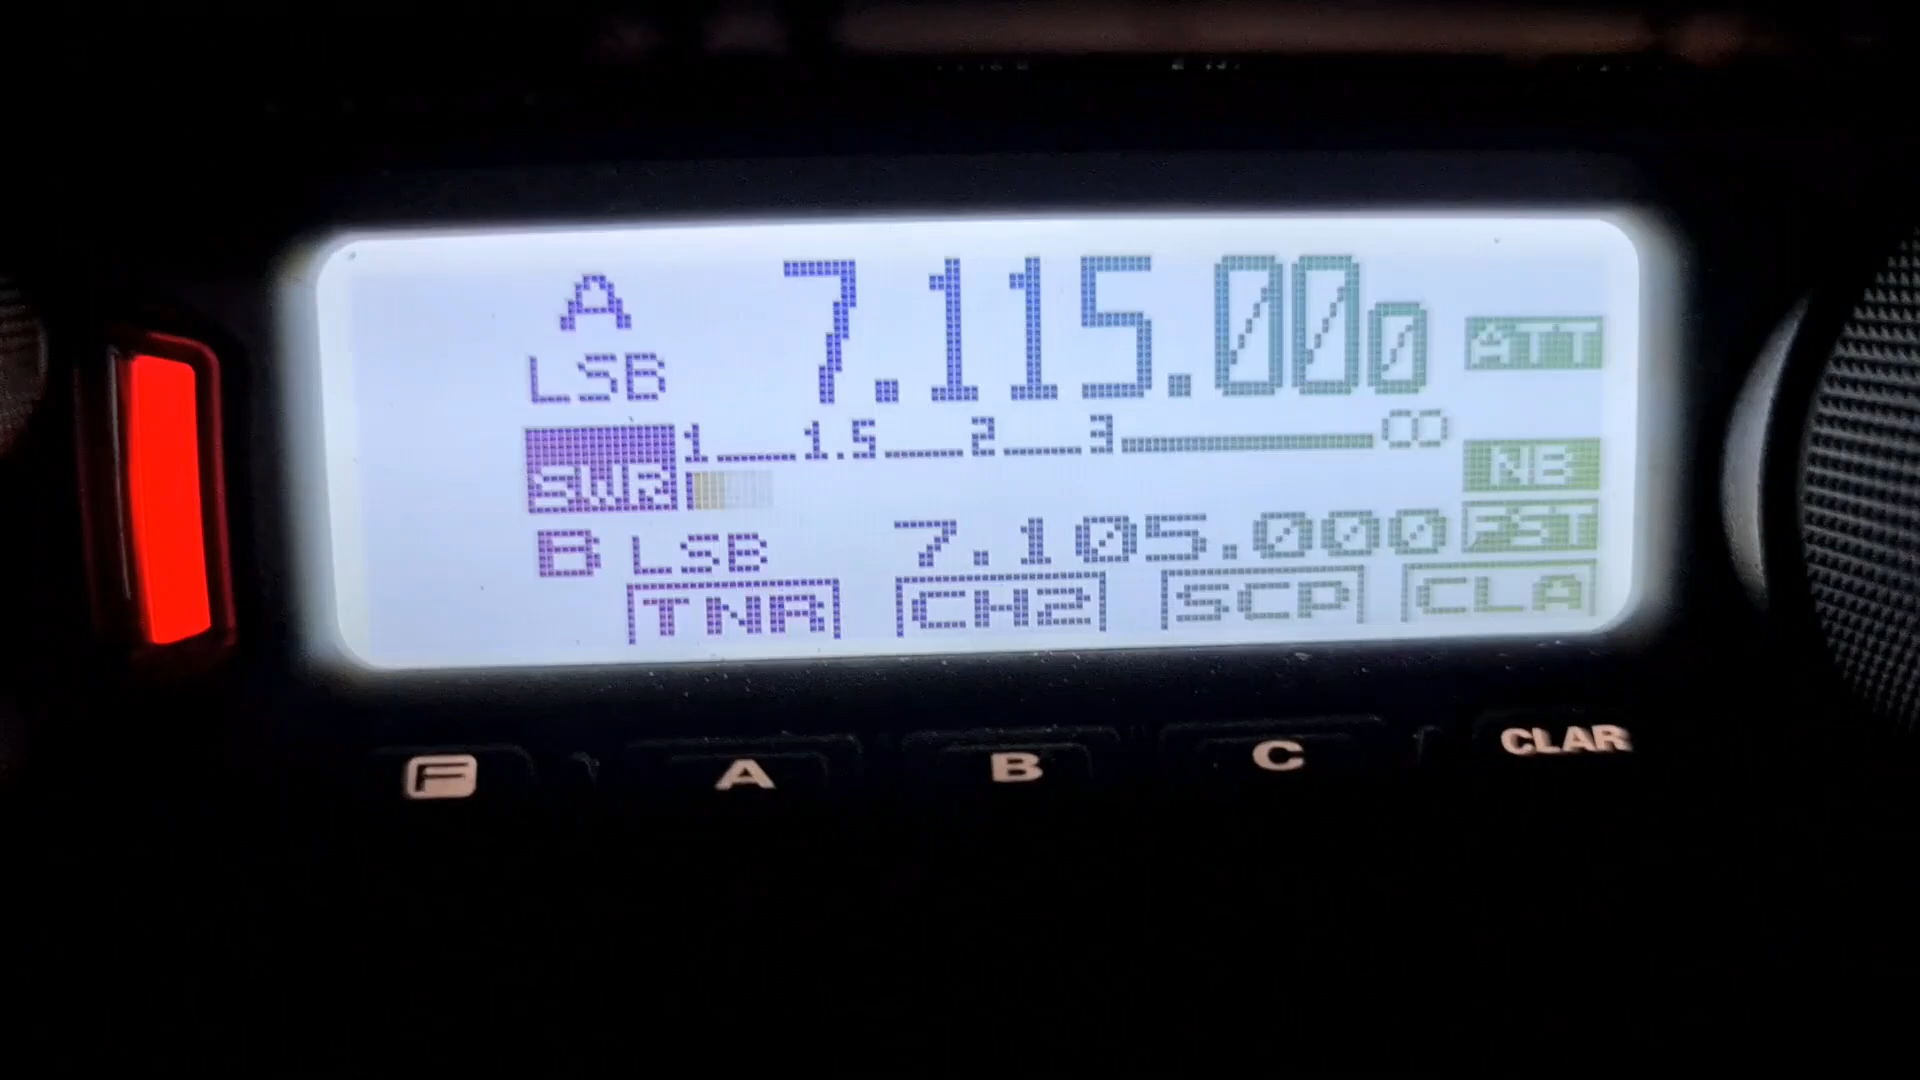 A 7.115.000 ATT
LSB
SWR 1 1.5 2 3 ∞ NB
B LSB 7.105.000 FST
TNR CH2 SCP CLA
F A B C CLAR